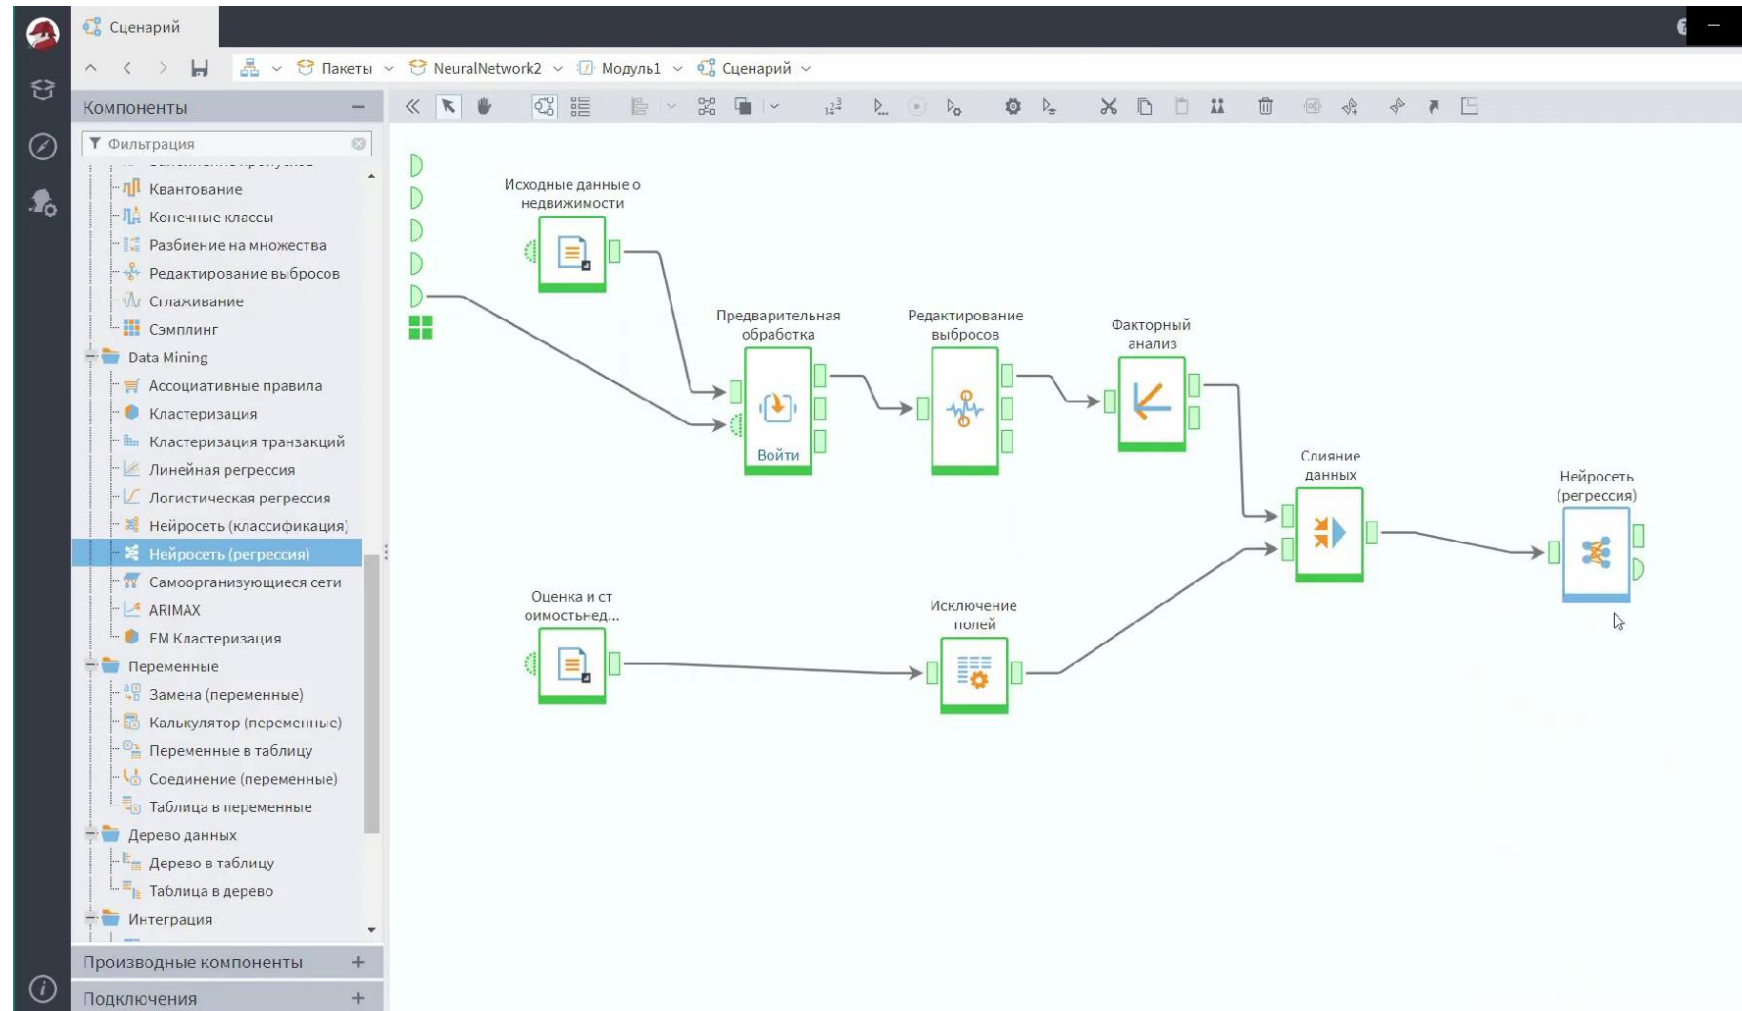 Сценарий
Пакеты
NeuralNetwork2
Модуль1
Сценарий
Компоненты
Фильтрация
Квантование
Конечные классы
Разбиение на множества
Редактирование выбросов
Сглаживание
Сэмплинг
Data Mining
Ассоциативные правила
Кластеризация
Кластеризация транзакций
Линейная регрессия
Логистическая регрессия
Нейросеть (классификация)
Нейросеть (регрессия)
Самоорганизующиеся сети
ARIMAX
EM Кластеризация
Переменные
Замена (переменные)
Калькулятор (переменные)
Переменные в таблицу
Соединение (переменные)
Таблица в переменные
Дерево данных
Дерево в таблицу
Таблица в дерево
Интеграция
Производные компоненты
Подключения
Исходные данные о
недвижимости
Предварительная
обработка
Войти
Редактирование
выбросов
Факторный
анализ
Слияние
данных
Нейросеть
(регрессия)
Оценка и ст
оимостьнед...
Исключение
полей